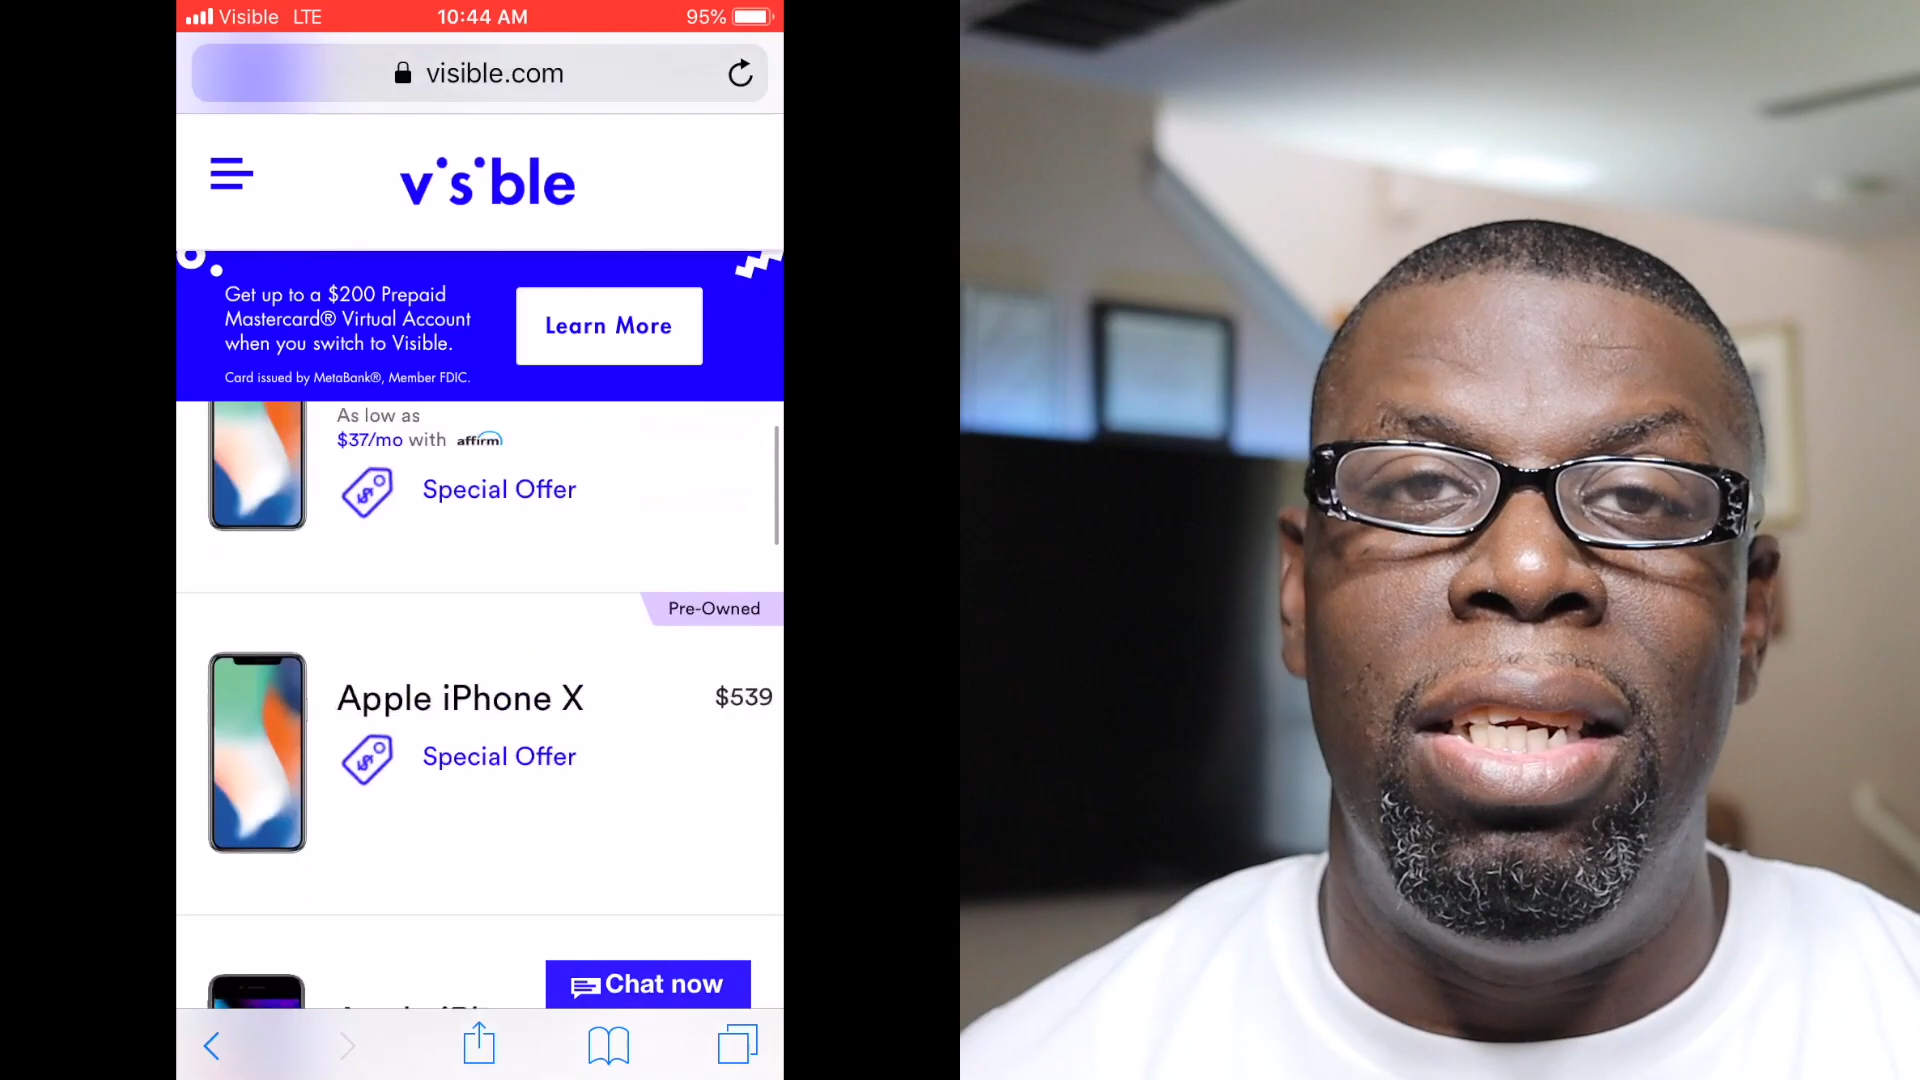 Visible LTE 10:44 AM 95%
visible.com
visible
Get up to a $200 Prepaid
Mastercard® Virtual Account
when you switch to Visible.
Card issued by MetaBank®, Member FDIC.
Learn More
As low as
$37/mo with affirm
Special Offer
Pre-Owned
Apple iPhone X $539
Special Offer
Chat now